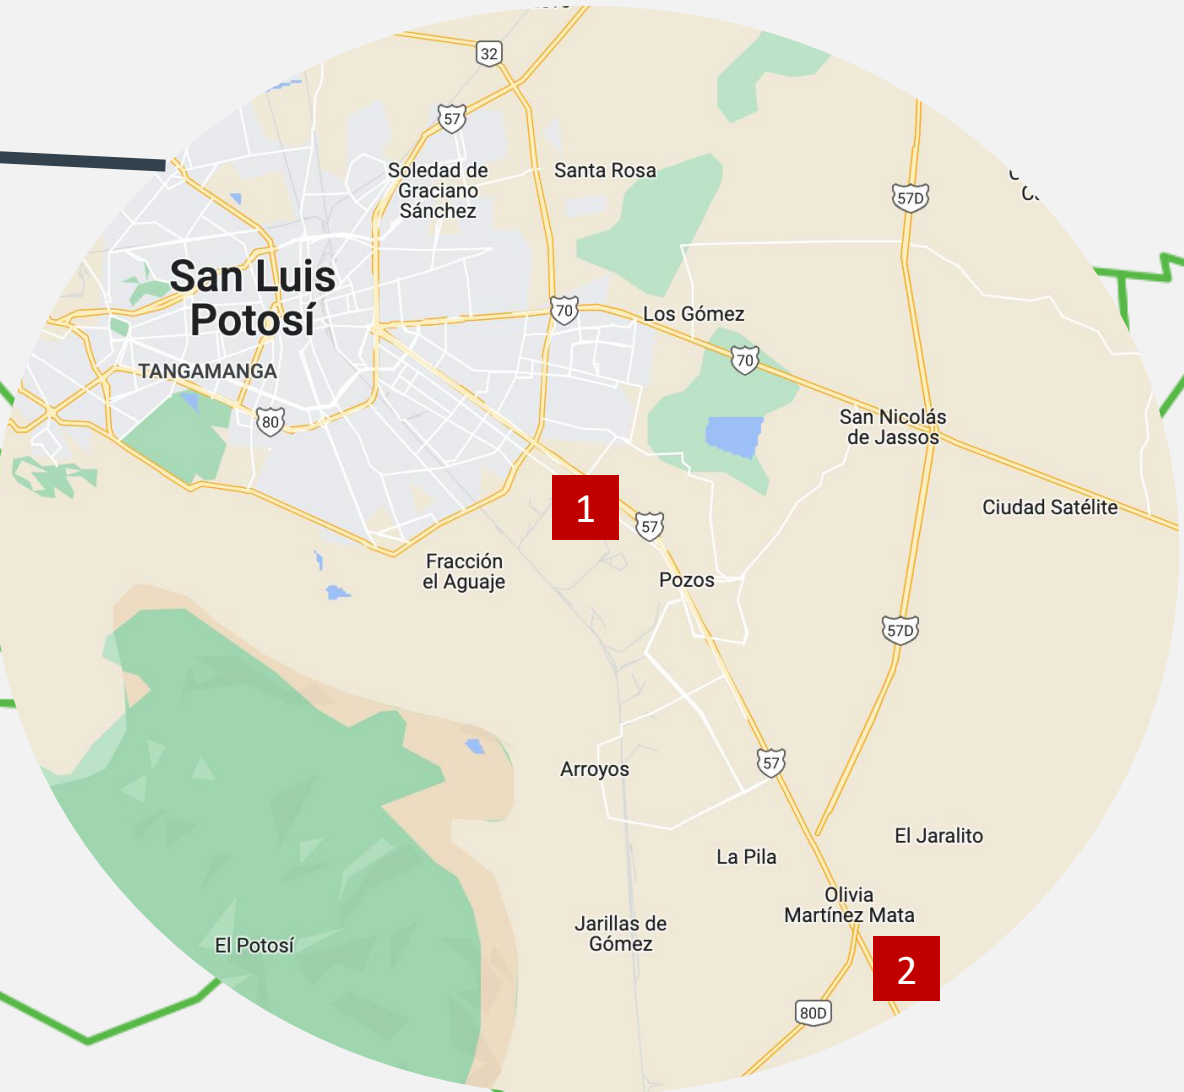 32
57
Soledad de
Graciano
Sánchez
Santa Rosa
57D
San Luis
Potosí
70
Los Gómez
70
TANGAMANGA
80
San Nicolás
de Jassos
1
57
Ciudad Satélite
Fracción
el Aguaje
Pozos
57D
57
Arroyos
El Jaralito
La Pila
Olivia
Martínez Mata
Jarillas de
Gómez
El Potosí
2
80D